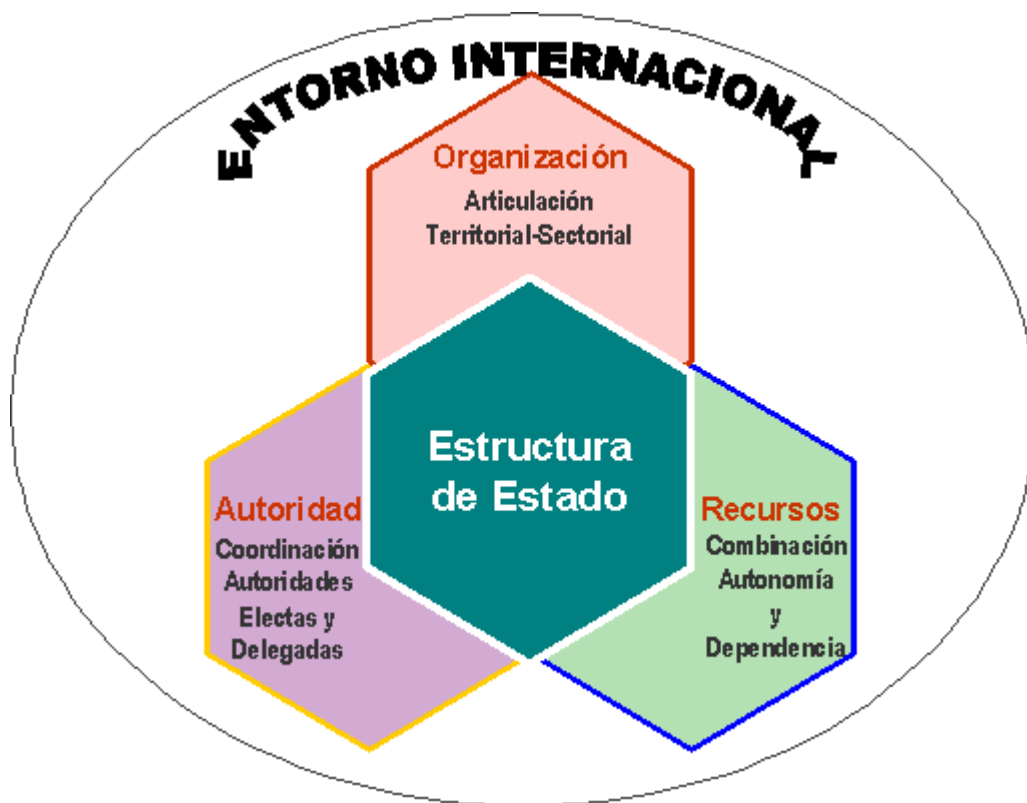 ENTORNO INTERNACIONAL
Organización
Articulación
Territorial-Sectorial
Estructura
de Estado
Autoridad
Coordinación
Autoridades
Electas y
Delegadas
Recursos
Combinación
Autonomía
y
Dependencia